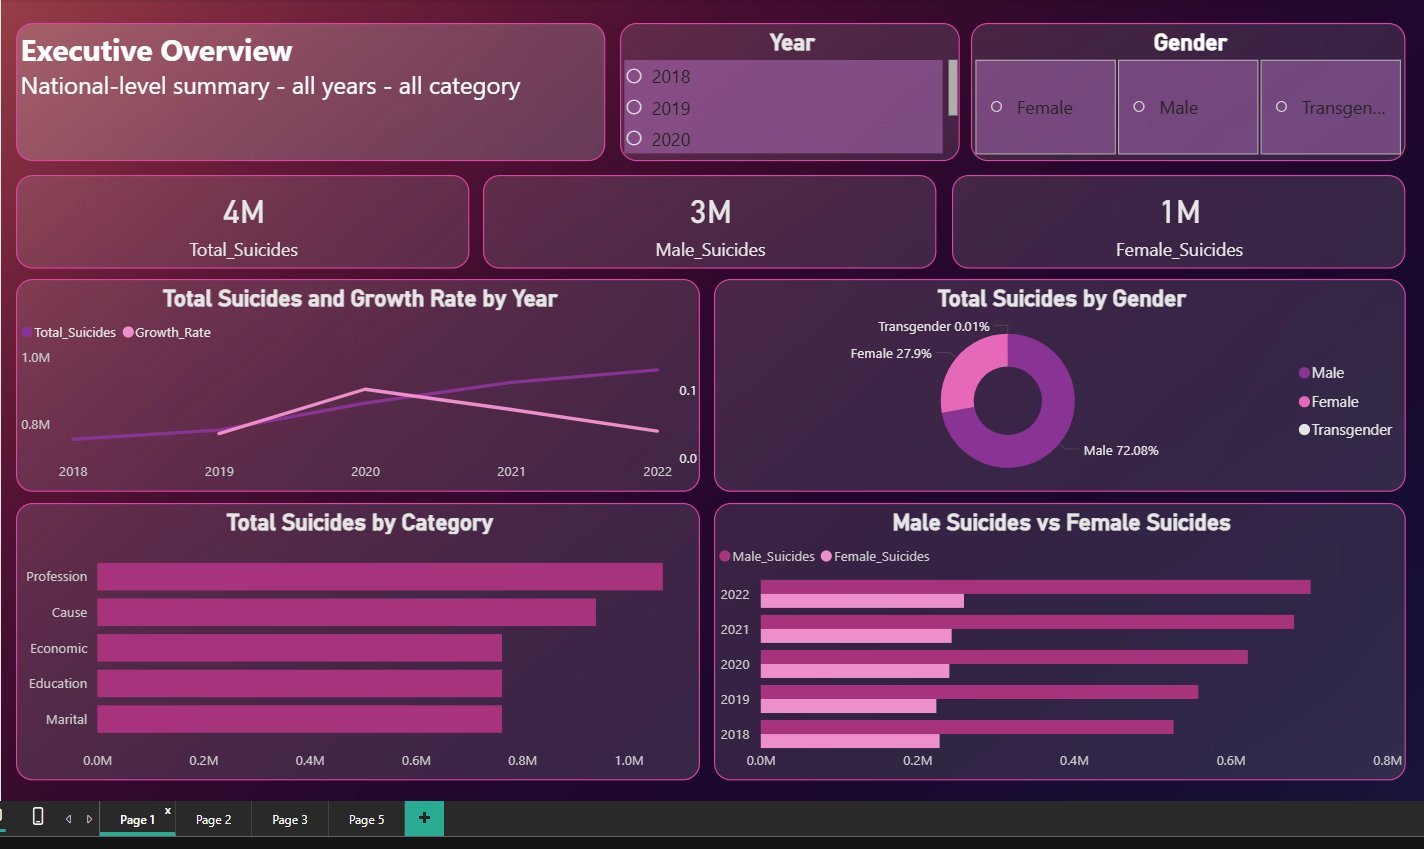 Executive Overview
National-level summary - all years - all category
Year
2018
2019
2020
Gender
Female
Male
Transgen...
4M
Total_Suicides
3M
Male_Suicides
1M
Female_Suicides
Total Suicides and Growth Rate by Year
Total_Suicides
Growth_Rate
1.0M
0.8M
0.1
0.0
2018
2019
2020
2021
2022
Total Suicides by Gender
Transgender 0.01%
Female 27.9%
Male 72.08%
Male
Female
Transgender
Total Suicides by Category
Profession
Cause
Economic
Education
Marital
0.0M
0.2M
0.4M
0.6M
0.8M
1.0M
Male Suicides vs Female Suicides
Male_Suicides
Female_Suicides
2022
2021
2020
2019
2018
0.0M
0.2M
0.4M
0.6M
0.8M
Page 1
x
Page 2
Page 3
Page 5
+